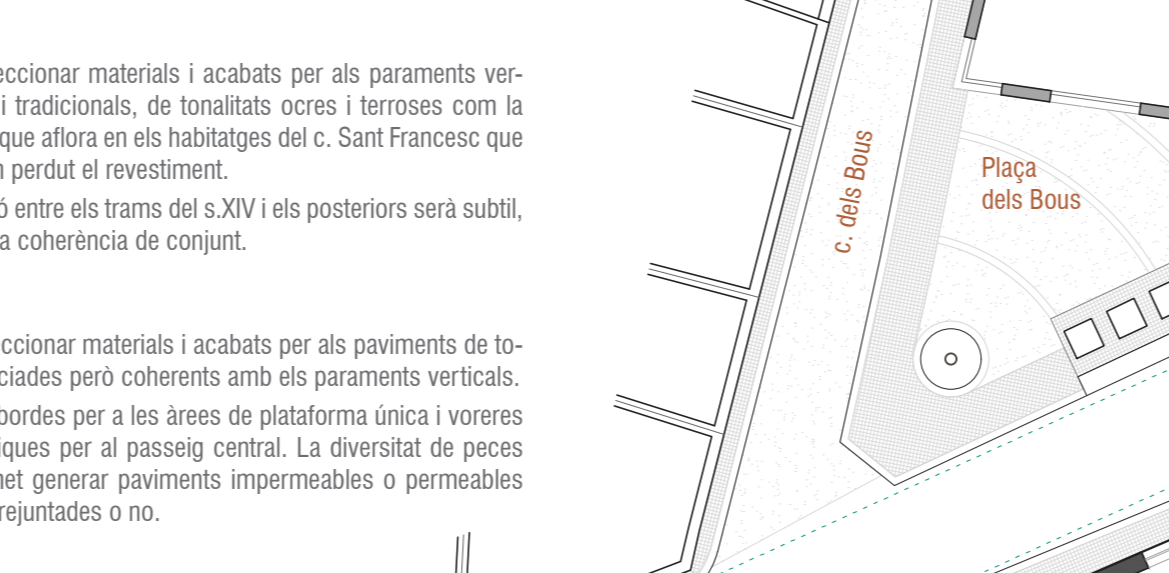 eccionar materials i acabats per als paraments ver-
i tradicionals, de tonalitats ocres i terroses com la
que aflora en els habitatges del c. Sant Francesc que
n perdut el revestiment.
ó entre els trams del s.XIV i els posteriors serà subtil,
a coherència de conjunt.
eccionar materials i acabats per als paviments de to-
ciades però coherents amb els paraments verticals.
bordes per a les àrees de plataforma única i voreres
iques per al passeig central. La diversitat de peces
net generar paviments impermeables o permeables
rejuntades o no.
c. dels Bous
Plaça
dels Bous